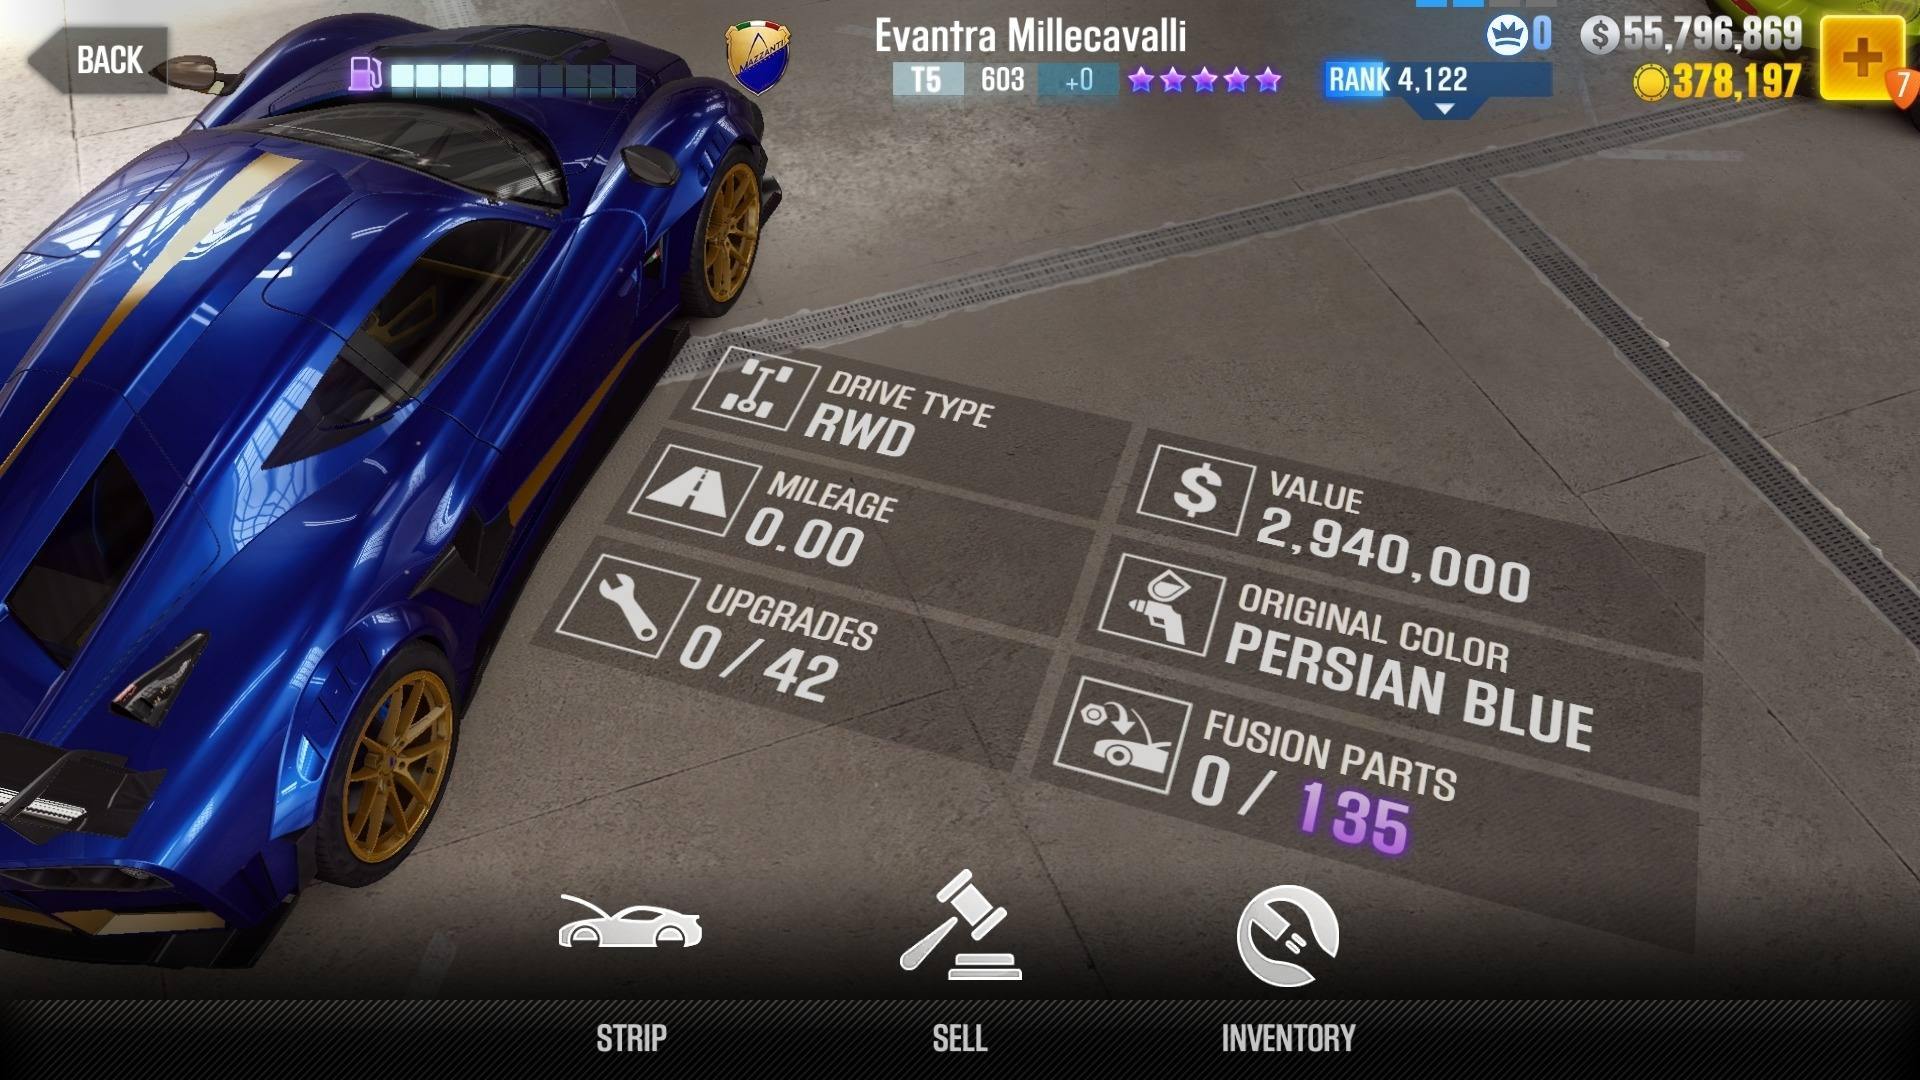 BACK
MAZZANTI
Evantra Millecavalli
T5 603 +0
RANK 4,122
0
$ 55,796,869
378,197
7
DRIVE TYPE
RWD
MILEAGE
0.00
UPGRADES
0/42
$ VALUE
2,940,000
ORIGINAL COLOR
PERSIAN BLUE
FUSION PARTS
0/ 135
STRIP
SELL
INVENTORY